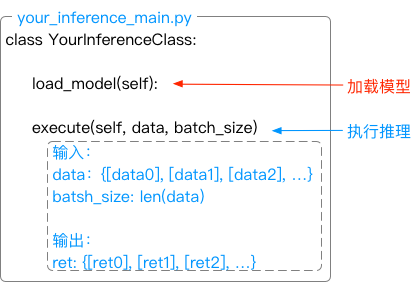 your_inference_main.py
class YourInferenceClass:
load_model(self):
加载模型
execute(self, data, batch_size)
执行推理
输入：
data：{[data0], [data1], [data2], ...}
batsh_size: len(data)
输出：
ret: {[ret0], [ret1], [ret2], ...}